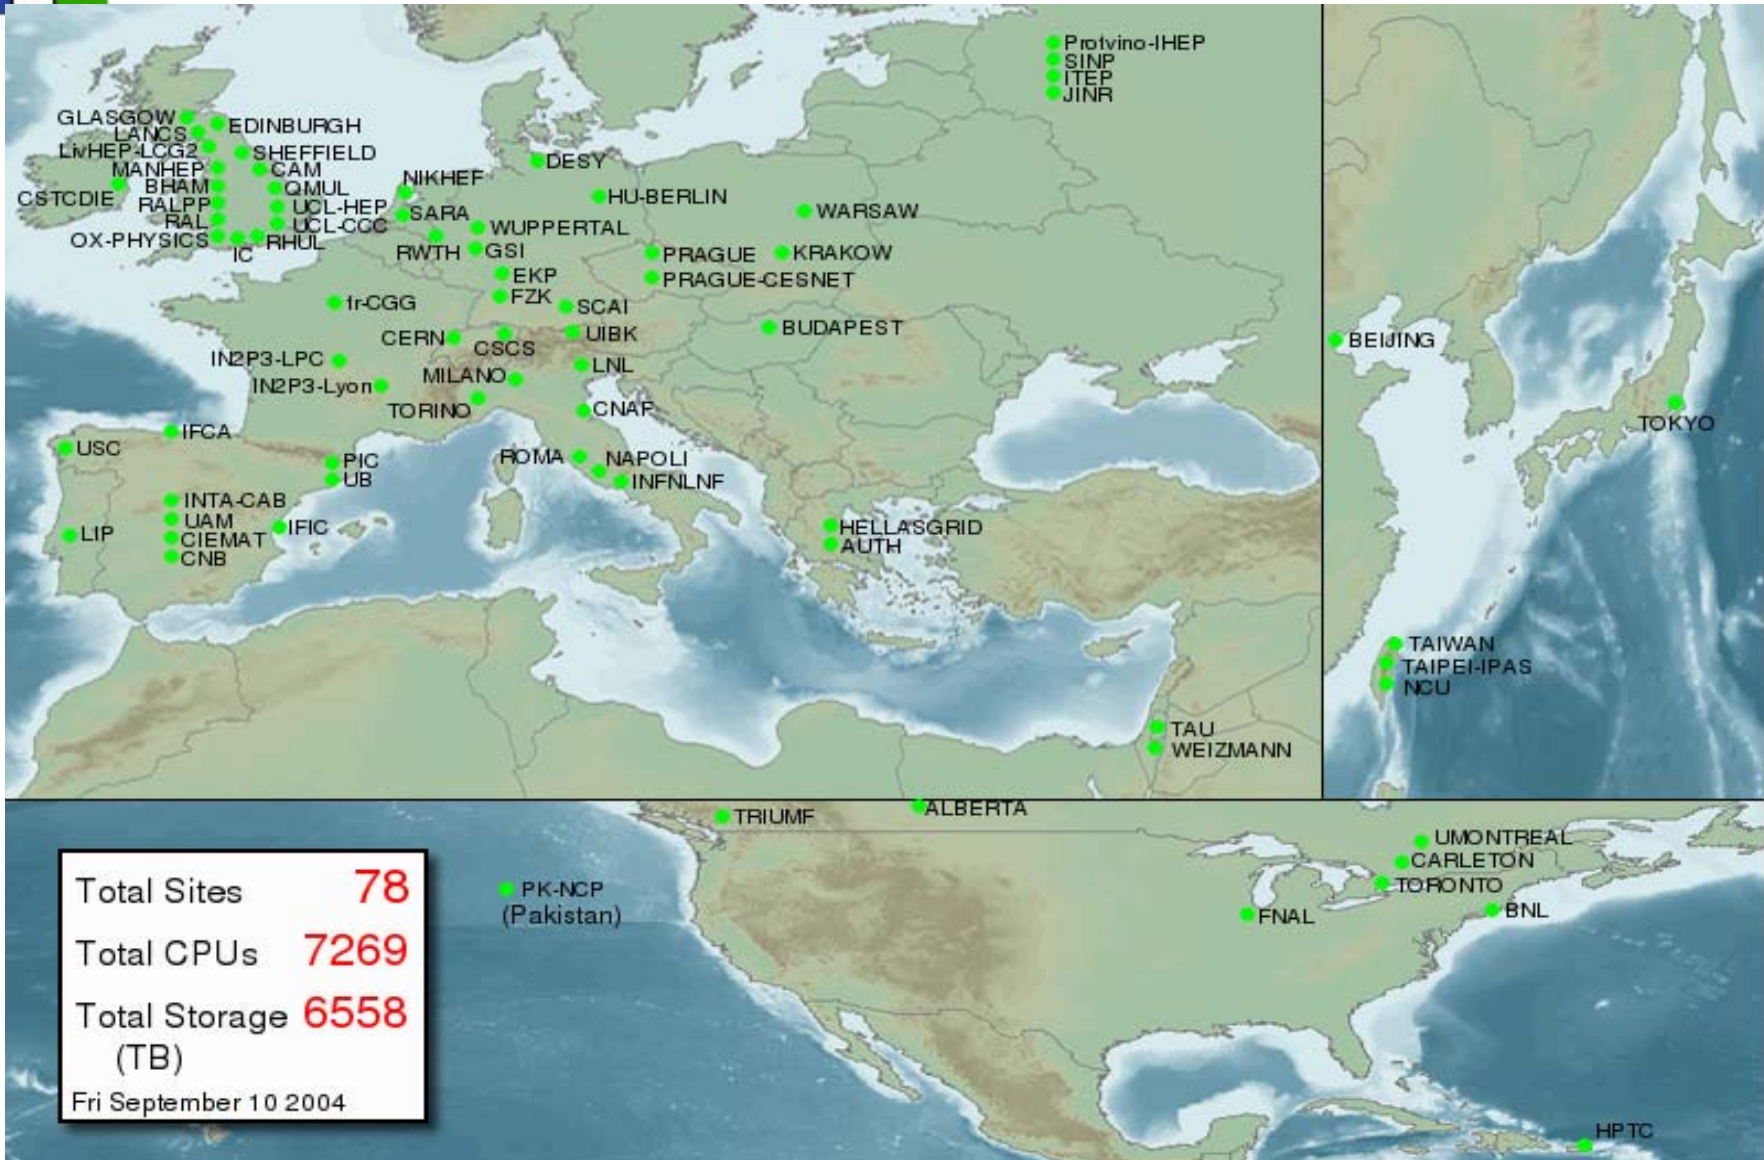 Protvino-IHEP
SINP
ITEP
JINR
GLASGOW
EDINBURGH
LANCS
LivHEP-LCG2
SHEFFIELD
MANHEP
CAM
BHAM
QMUL
CSTCDIE
RALPP
UCL-HEP
RAL
UCL-CCC
OX-PHYSICS
IC
RHUL
NIKHEF
SARA
DESY
HU-BERLIN
WARSAW
WUPPERTAL
RWTH
GSI
PRAGUE
KRAKOW
EKP
PRAGUE-CESNET
FZK
fr-CGG
SCAI
BUDAPEST
CERN
CSCS
UIBK
IN2P3-LPC
LNL
IN2P3-Lyon
MILANO
TORINO
CNAF
IFCA
USC
PIC
UB
ROMA
NAPOLI
INFNLNF
INTA-CAB
UAM
IFIC
LIP
CIEMAT
CNB
HELLASGRID
AUTH
TAU
WEIZMANN
BEIJING
TOKYO
TAIWAN
TAIPEI-IPAS
NCU
TRIUMF
ALBERTA
UMONTREAL
CARLETON
TORONTO
FNAL
BNL
PK-NCP
(Pakistan)
HPTC
Total Sites 78
Total CPUs 7269
Total Storage 6558
(TB)
Fri September 10 2004